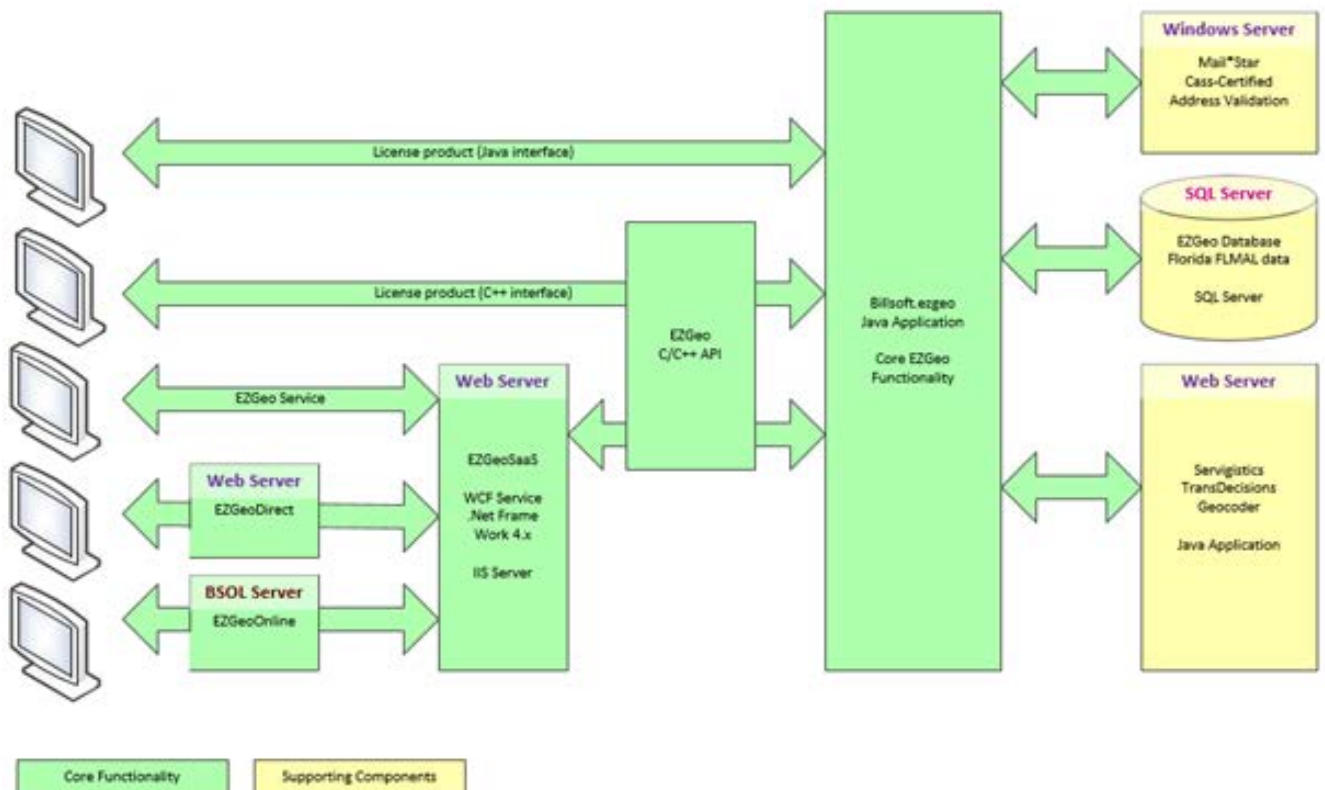 Windows Server
Mail*Star
Cass-Certified
Address Validation
License product (Java interface)
SQL Server
EZGeo Database
Florida FLMAL data
SQL Server
License product (C++ interface)
EZGeo
C/C++ API
Billsoft.ezgeo
Java Application
Core EZGeo
Functionality
EZGeo Service
Web Server
EZGeoSaaS
WCF Service
.Net Frame
Work 4.x
IIS Server
Web Server
EZGeoDirect
BSOL Server
EZGeoOnline
Web Server
Servigistics
TransDecisions
Geocoder
Java Application
Core Functionality
Supporting Components